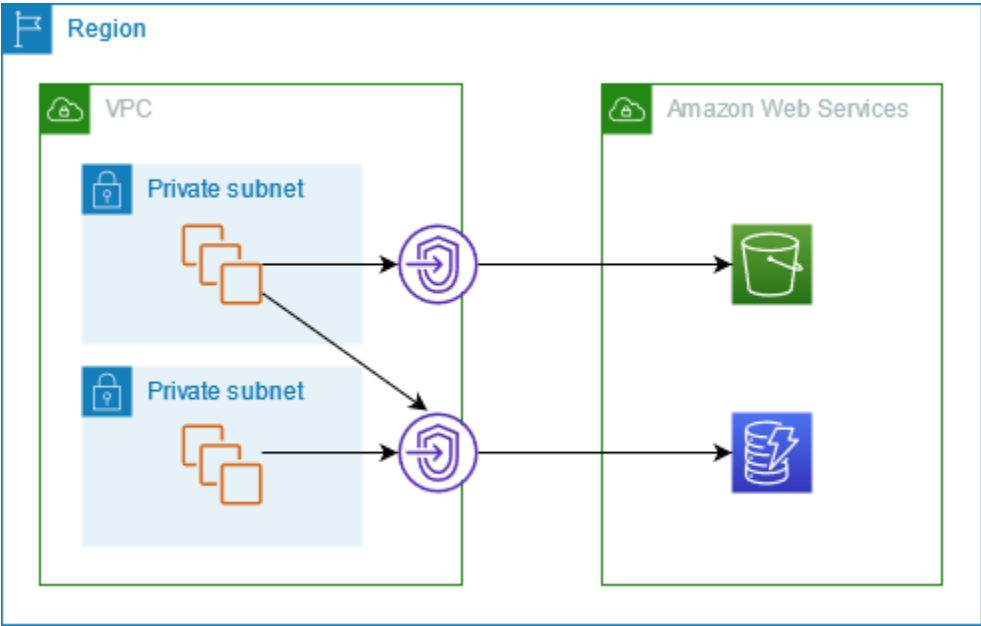 Region
VPC
Amazon Web Services
Private subnet
Private subnet